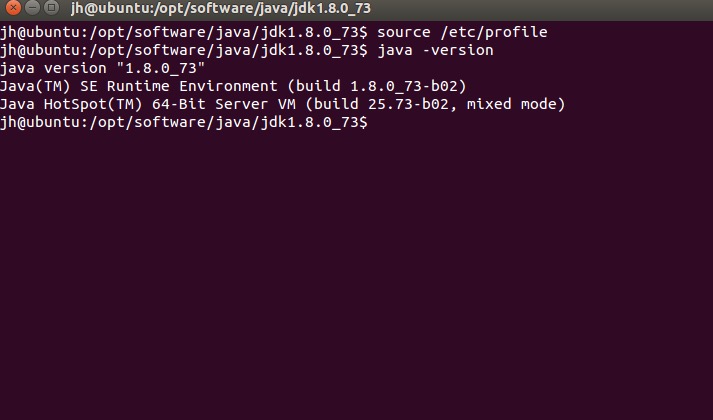 jh@ubuntu:/opt/software/java/jdk1.8.0_73
jh@ubuntu:/opt/software/java/jdk1.8.0_73$ source /etc/profile
jh@ubuntu:/opt/software/java/jdk1.8.0_73$ java -version
java version "1.8.0_73"
Java(TM) SE Runtime Environment (build 1.8.0_73-b02)
Java HotSpot(TM) 64-Bit Server VM (build 25.73-b02, mixed mode)
jh@ubuntu:/opt/software/java/jdk1.8.0_73$